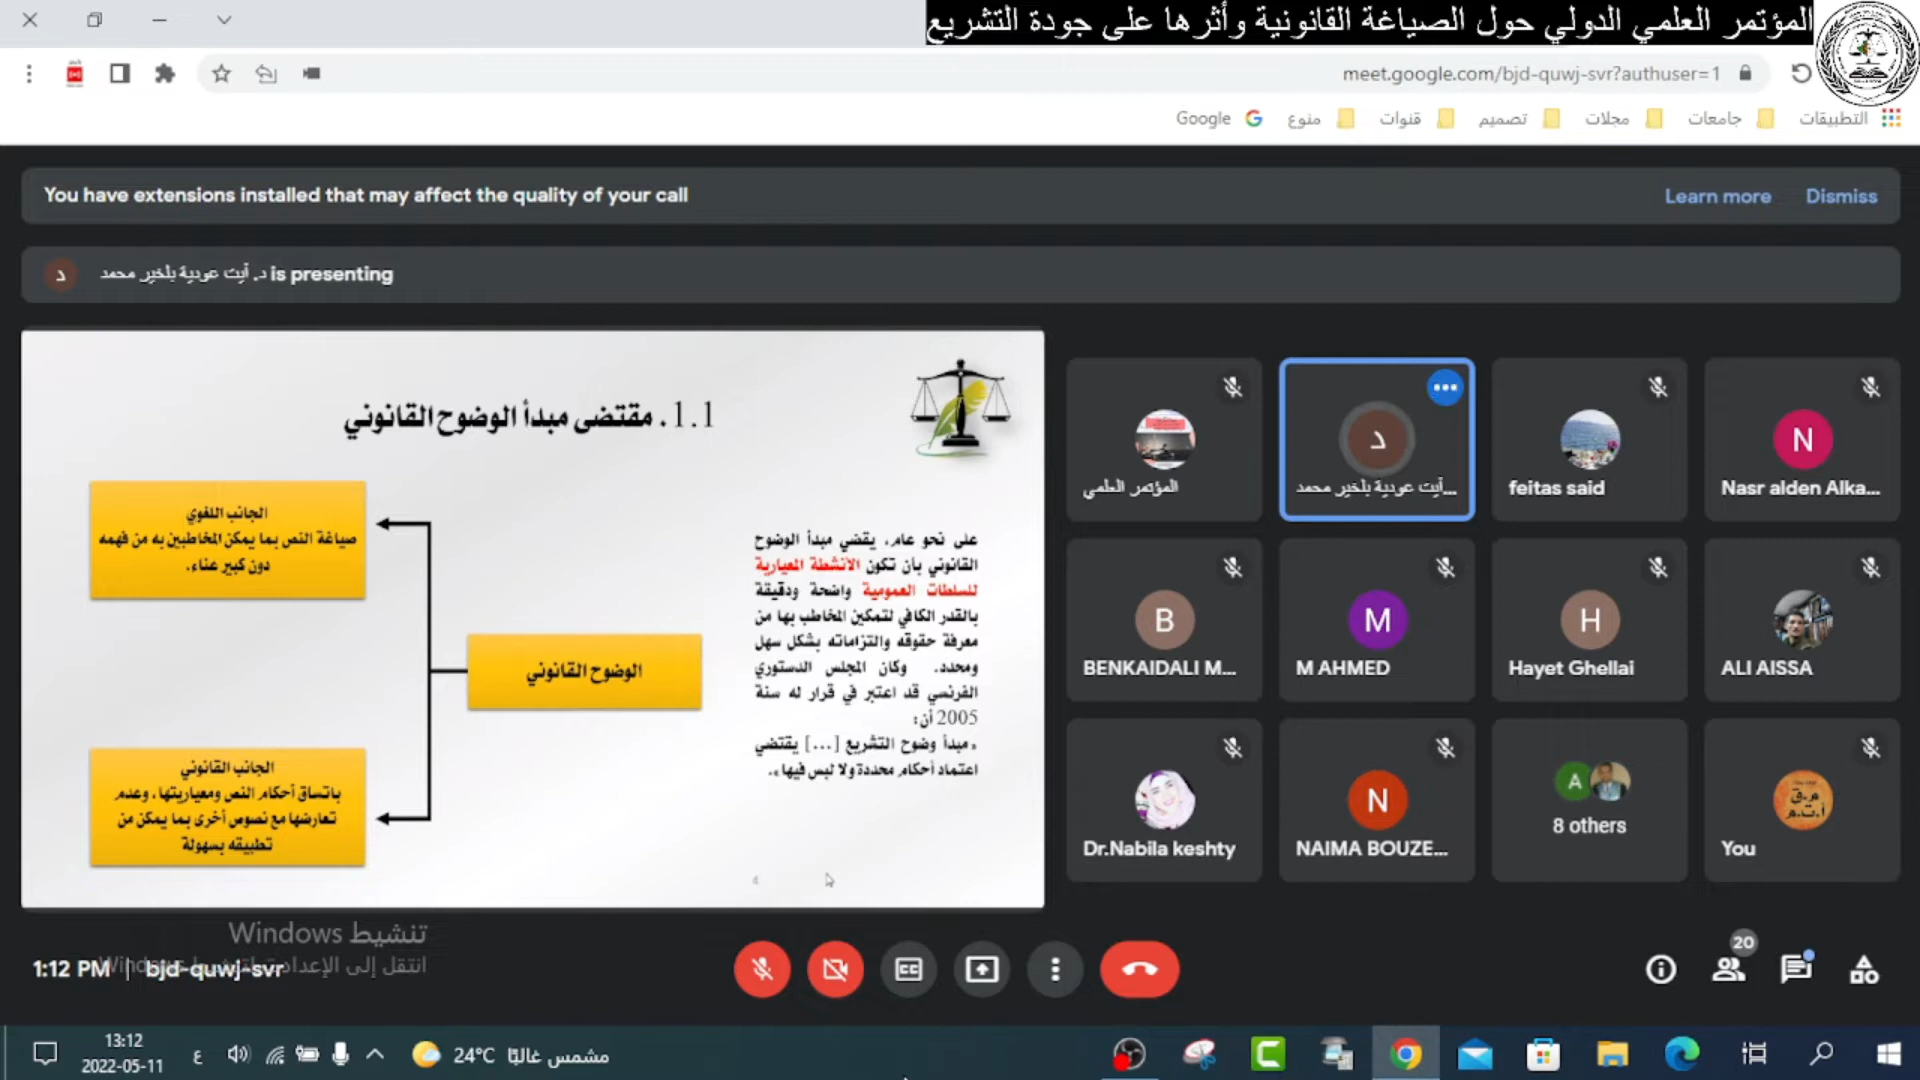 المؤتمر العلمي الدولي حول الصياغة القانونية وأثرها على جودة التشريع
meet.google.com/bjd-quwj-svr?authuser=1
التطبيقات
جامعات
مجلات
تصميم
قنوات
منوع
Google
You have extensions installed that may affect the quality of your call
Learn more
Dismiss
د
د. أيت عودية بلخير محمد is presenting
1.1. مقتضى مبدأ الوضوح القانوني
على نحو عام، يقضي مبدأ الوضوح
القانوني بأن تكون الأنشطة المعيارية
للسلطات العمومية واضحة ودقيقة
بالقدر الكافي لتمكين المخاطب بها من
معرفة حقوقه والتزاماته بشكل سهل
ومحدد. وكان المجلس الدستوري
الفرنسي قد اعتبر في قرار له سنة
2005 أن:
«مبدأ وضوح التشريع [...] يقتضي
اعتماد أحكام محددة ولا لبس فيها».
الوضوح القانوني
الجانب اللغوي
صياغة النص بما يمكن المخاطبين به من فهمه
دون كبير عناء.
الجانب القانوني
باتساق أحكام النص ومعياريتها، وعدم
تعارضها مع نصوص أخرى بما يمكن من
تطبيقه بسهولة
4
المؤتمر العلمي
د
أيت عودية بلخير محمد...
feitas said
N
Nasr alden Alka...
B
BENKAIDALI M...
M
M AHMED
H
Hayet Ghellai
ALI AISSA
Dr.Nabila keshty
N
NAIMA BOUZE...
A
8 others
م.ق
أ.ت.م
You
تنشيط Windows
انتقل إلى الإعدادات لتنشيط Windows
1:12 PM | bjd-quwj-svr
20
13:12
2022-05-11
ع
24°C مشمس غالبًا